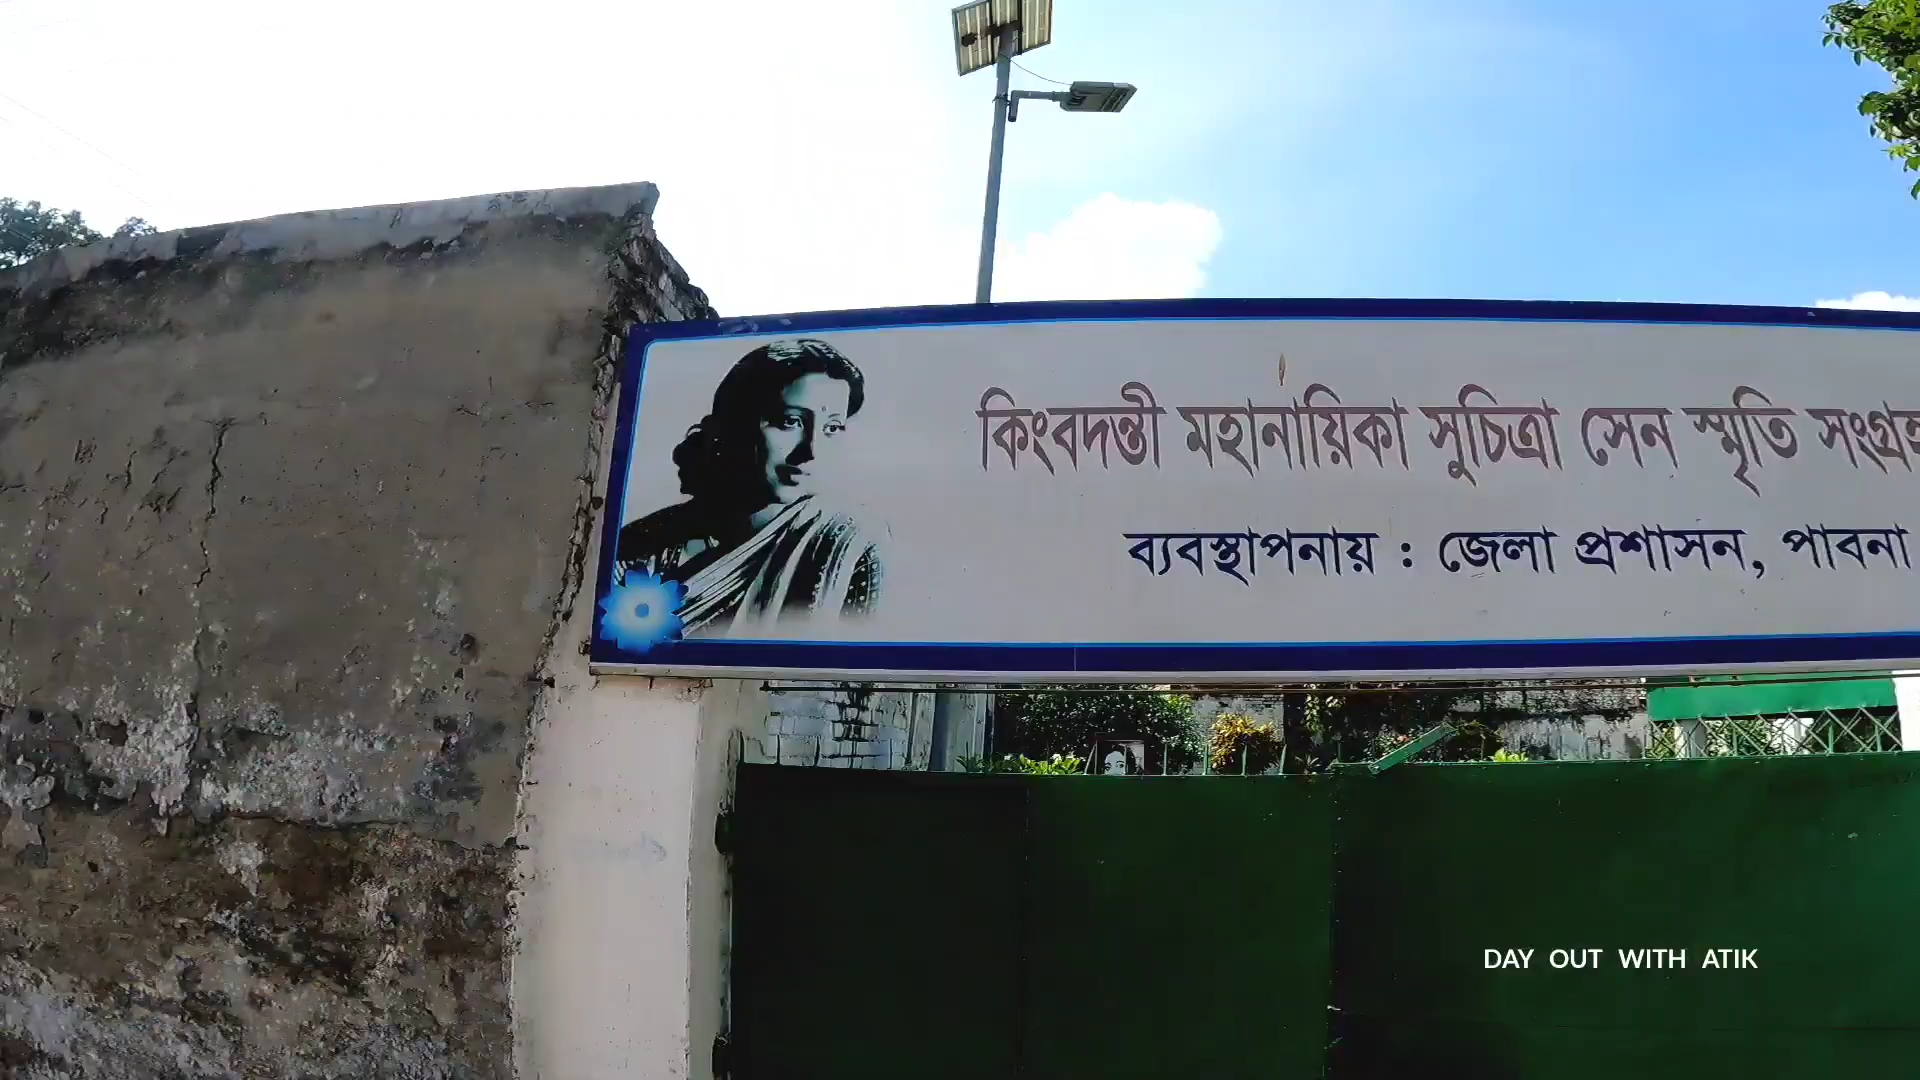 কিংবদন্তী মহানায়িকা সুচিত্রা সেন স্মৃতি
ব্যবস্থাপনায় : জেলা প্রশাসন, পাবনা
DAY OUT WITH ATIK